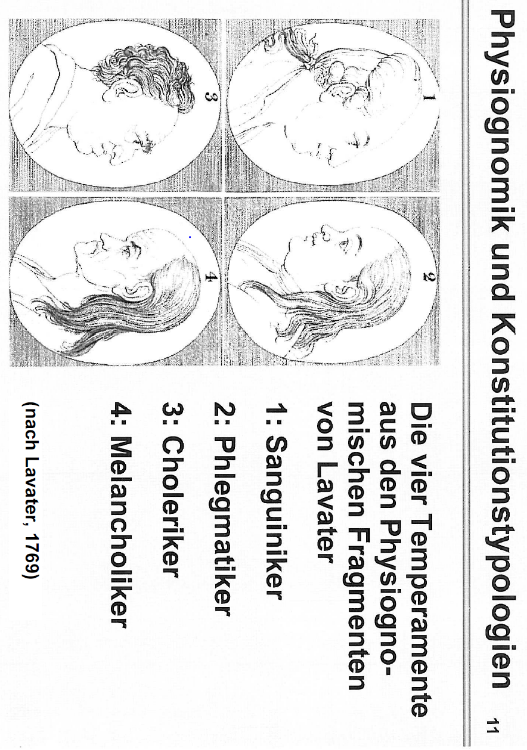 Physiognomik und Konstitutionstypologien
11
1
2
3
4
Die vier Temperamente
aus den Physiogno-
mischen Fragmenten
von Lavater
1: Sanguiniker
2: Phlegmatiker
3: Choleriker
4: Melancholiker
(nach Lavater, 1769)